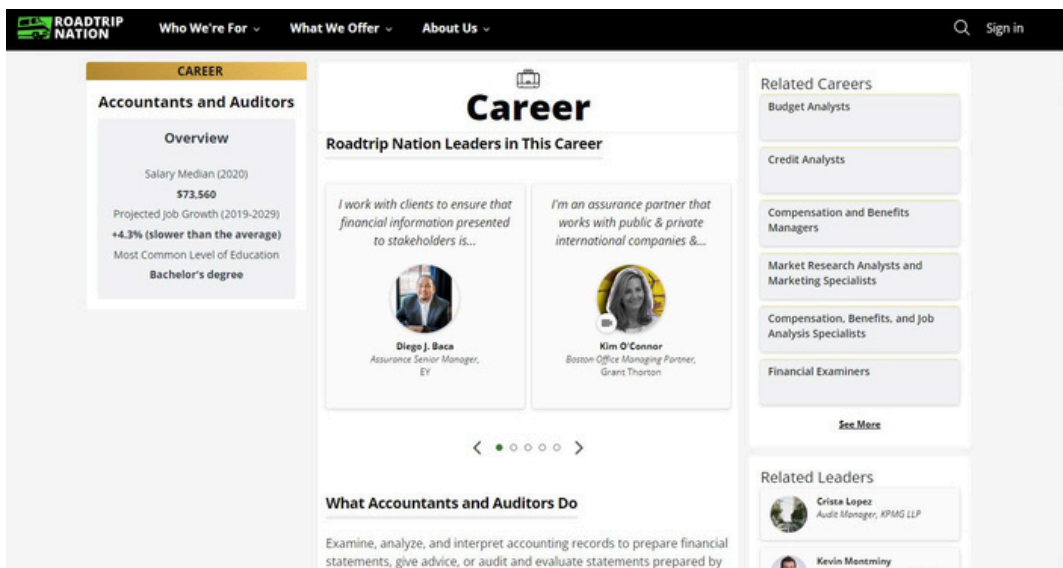 ROADTRIP
NATION
Who We're For
What We Offer
About Us
Sign in
CAREER
Accountants and Auditors
Overview
Salary Median (2020)
$73,560
Projected Job Growth (2019-2029)
+4.3% (slower than the average)
Most Common Level of Education
Bachelor's degree
Career
Roadtrip Nation Leaders in This Career
I work with clients to ensure that
financial information presented
to stakeholders is...
Diego J. Baca
Assurance Senior Manager,
EY
I'm an assurance partner that
works with public & private
international companies &...
Kim O'Connor
Boston Office Managing Partner,
Grant Thorton
What Accountants and Auditors Do
Examine, analyze, and interpret accounting records to prepare financial
statements, give advice, or audit and evaluate statements prepared by
Related Careers
Budget Analysts
Credit Analysts
Compensation and Benefits
Managers
Market Research Analysts and
Marketing Specialists
Compensation, Benefits, and Job
Analysis Specialists
Financial Examiners
See More
Related Leaders
Crista Lopez
Audit Manager, KPMG LLP
Kevin Montminy